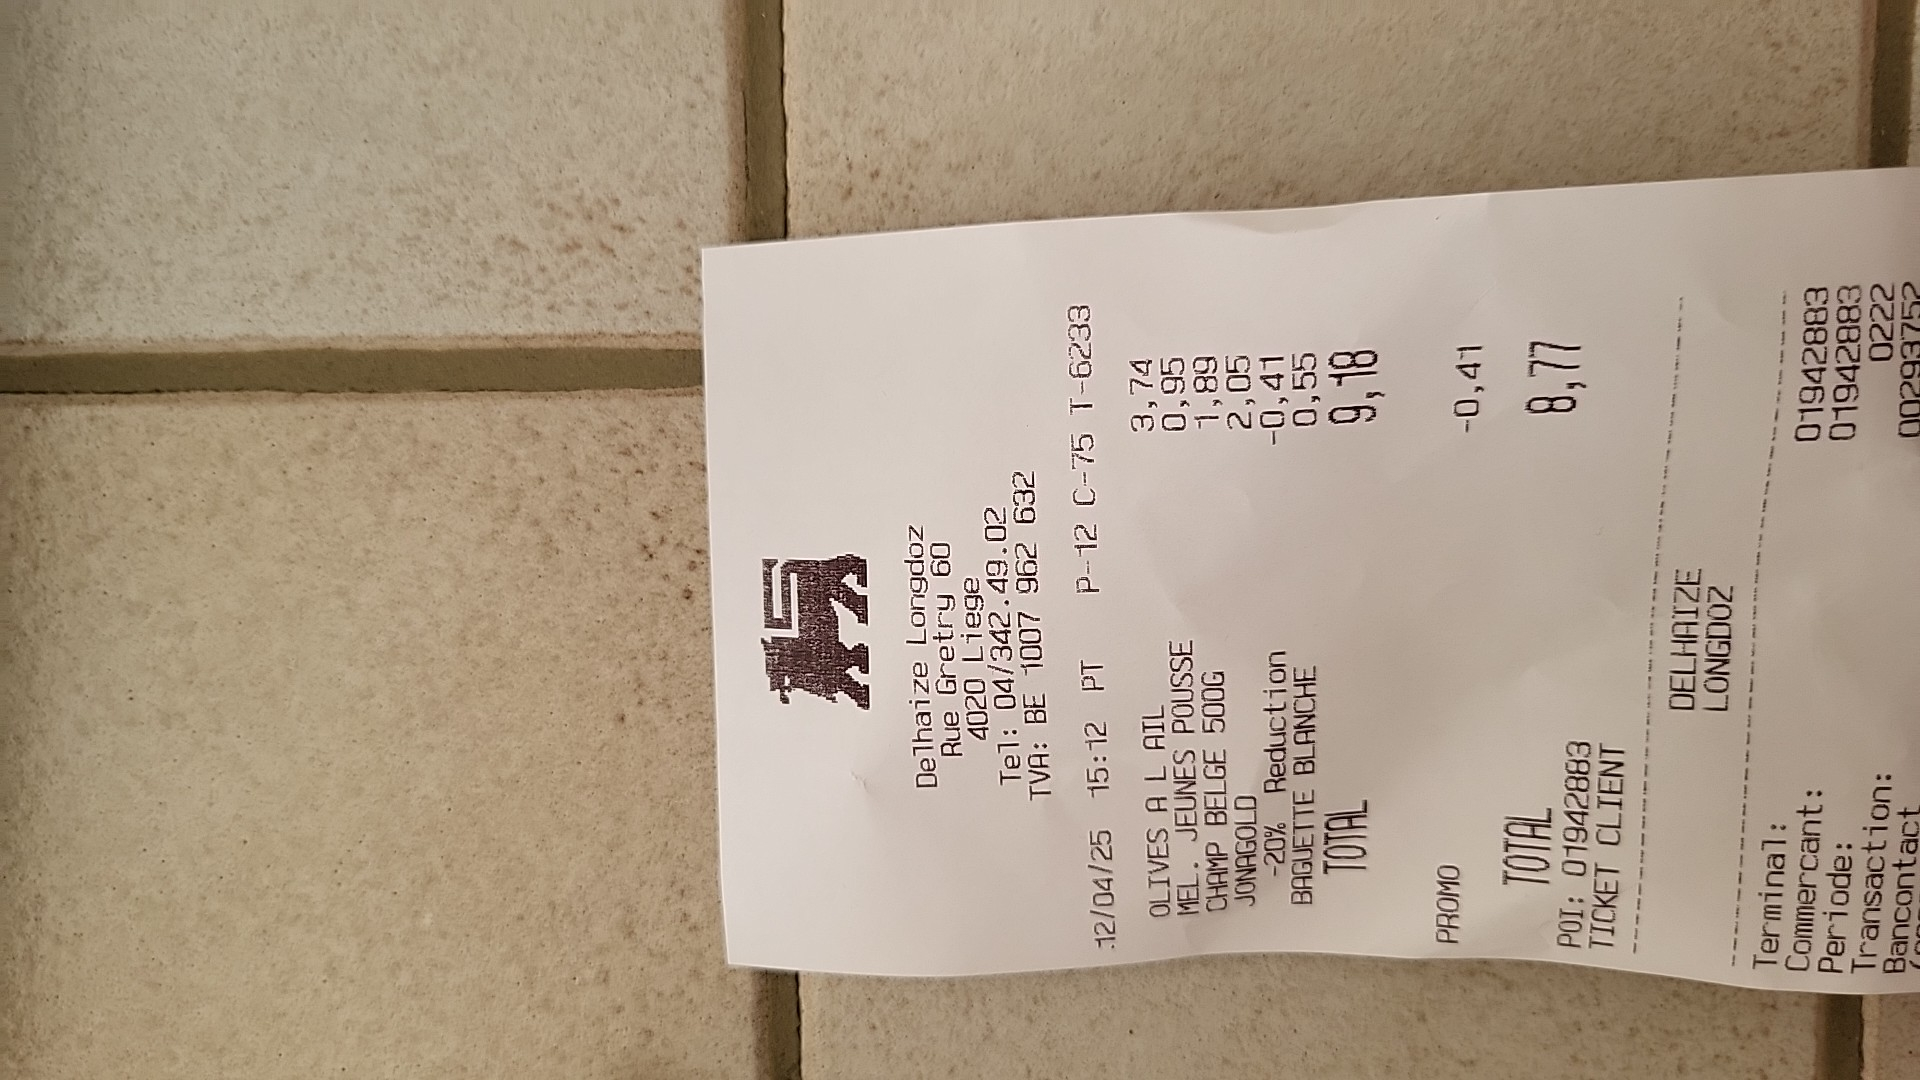 Delhaize Longdoz
Rue Gretry 60
4020 Liege
Tel: 04/342.49.02
TVA: BE 1007 962 632
12/04/25 15:12 PT P-12 C-75 T-6233
OLIVES A L AIL 3,74
MEL. JEUNES POUSSE 0,95
CHAMP BELGE 500G 1,89
JONAGOLD 2,05
-20% Reduction -0,41
BAGUETTE BLANCHE 0,55
TOTAL 9,18
PROMO -0,41
TOTAL 8,77
POI: 01942883
TICKET CLIENT
DELHAIZE
LONGDOZ
Terminal: 01942883
Commercant: 01942883
Periode: 0222
Transaction: 00293752
Bancontact